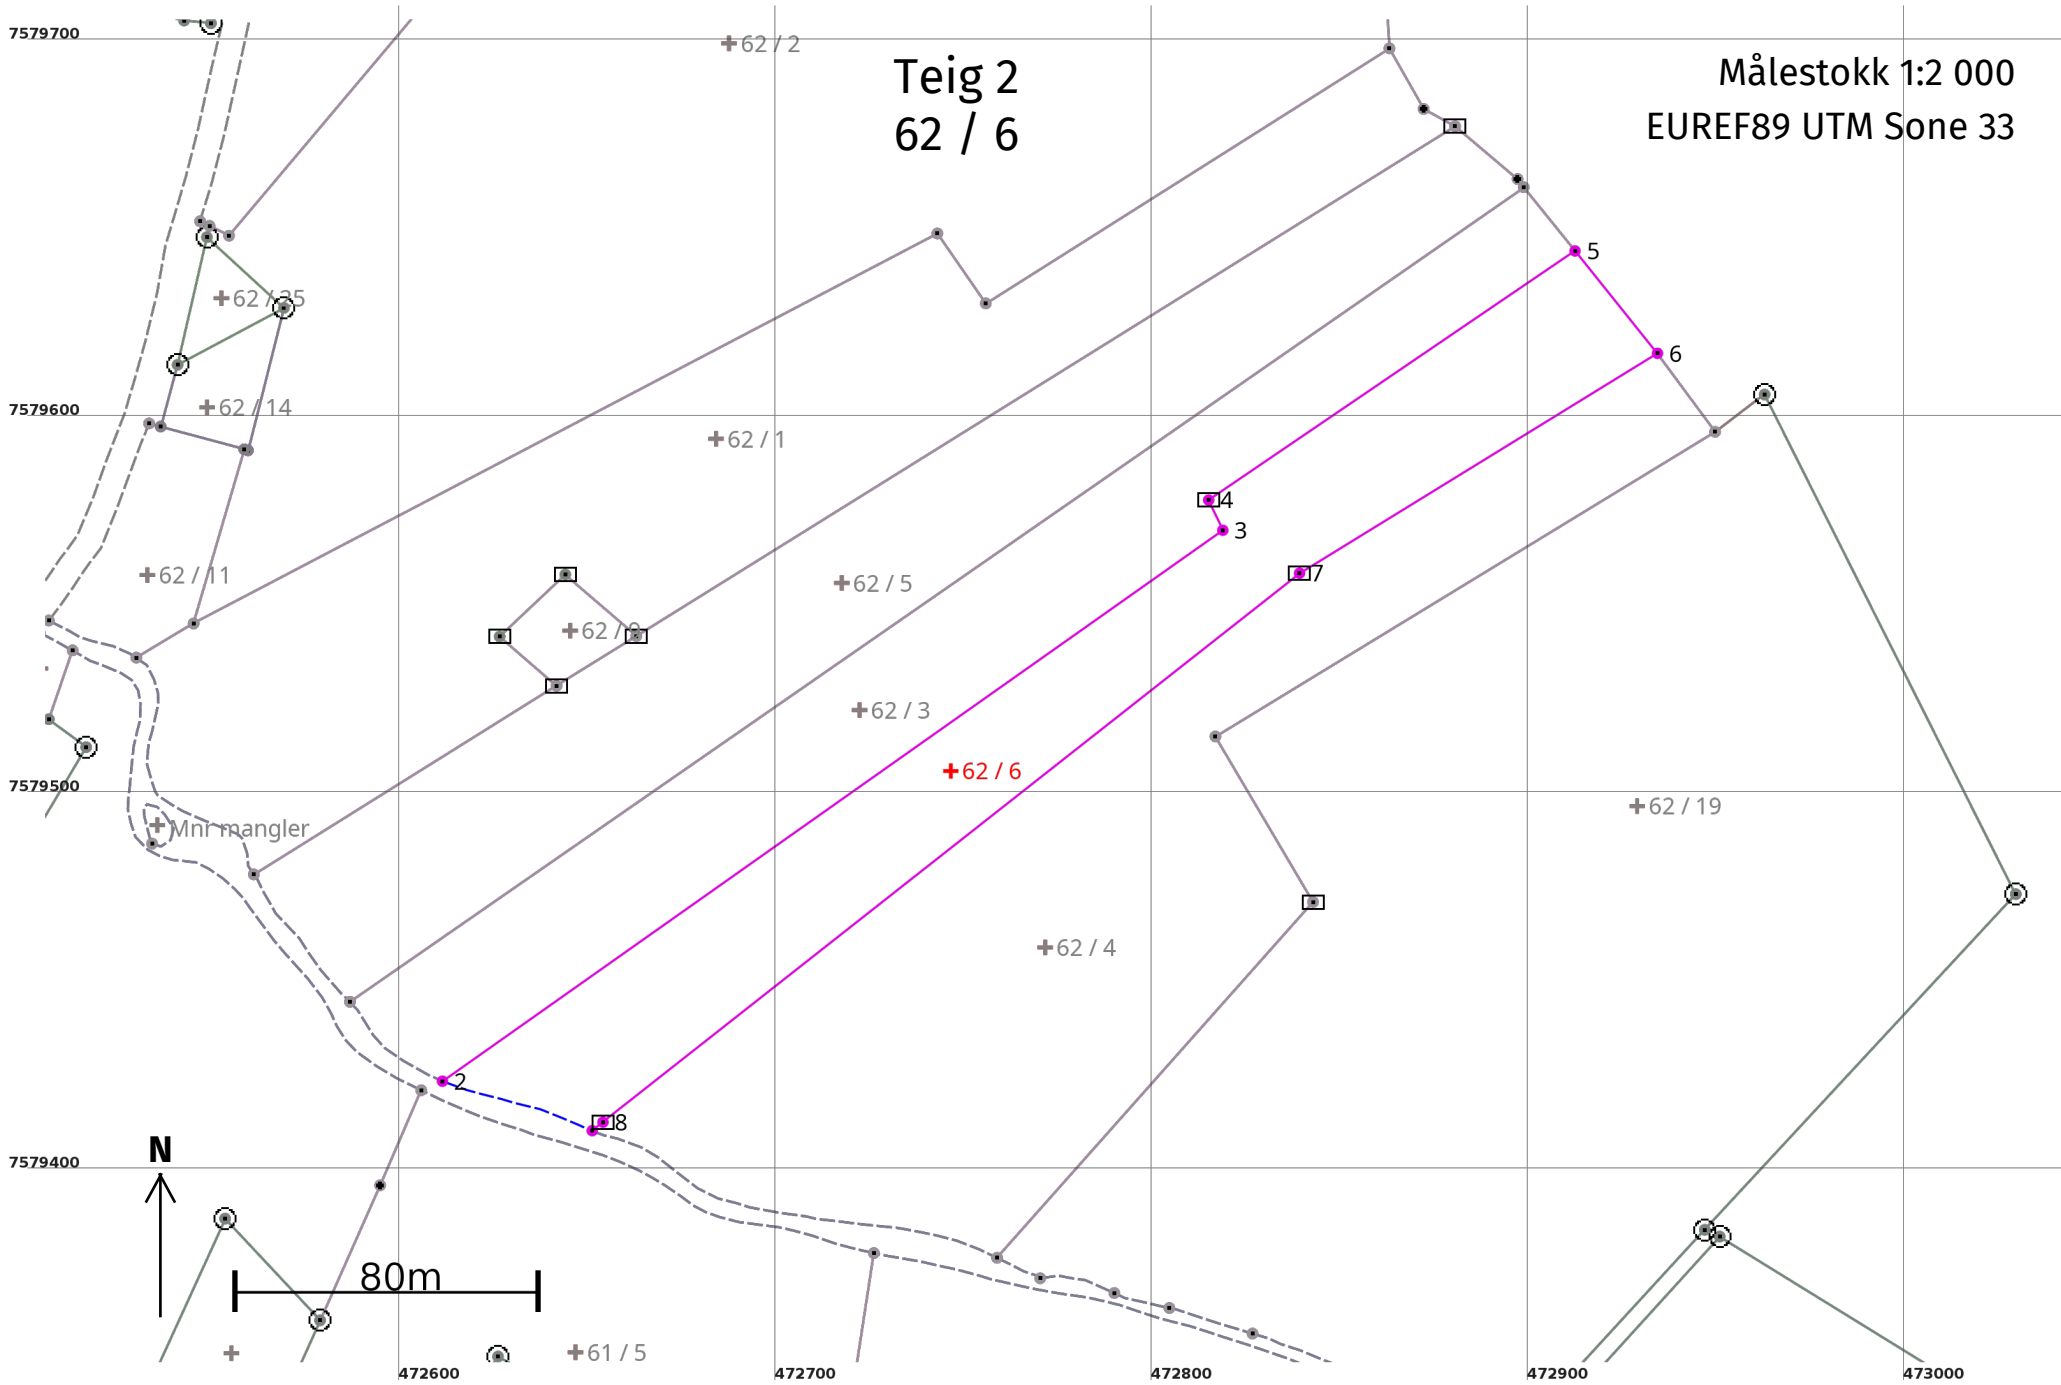 7579700
62 / 2
Teig 2
62 / 6
Målestokk 1:2 000
EUREF89 UTM Sone 33
5
62 / 25
6
7579600
62 / 14
62 / 1
4
3
62 / 11
62 / 5
7
62 / 9
62 / 3
7579500
62 / 6
62 / 19
Mnr mangler
62 / 4
2
8
7579400
N
80m
61 / 5
472600
472700
472800
472900
473000